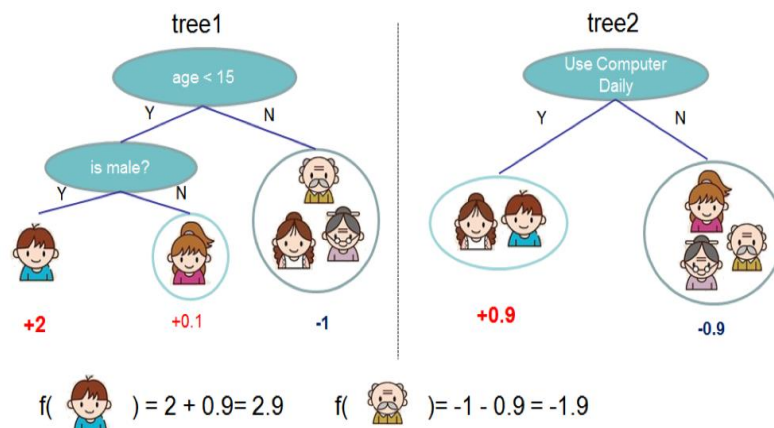 tree1
tree2
age < 15
Use Computer
Daily
Y
N
Y
N
is male?
Y
N
+2
+0.1
-1
+0.9
-0.9
f( ) = 2 + 0.9= 2.9
f( )= -1 - 0.9 = -1.9